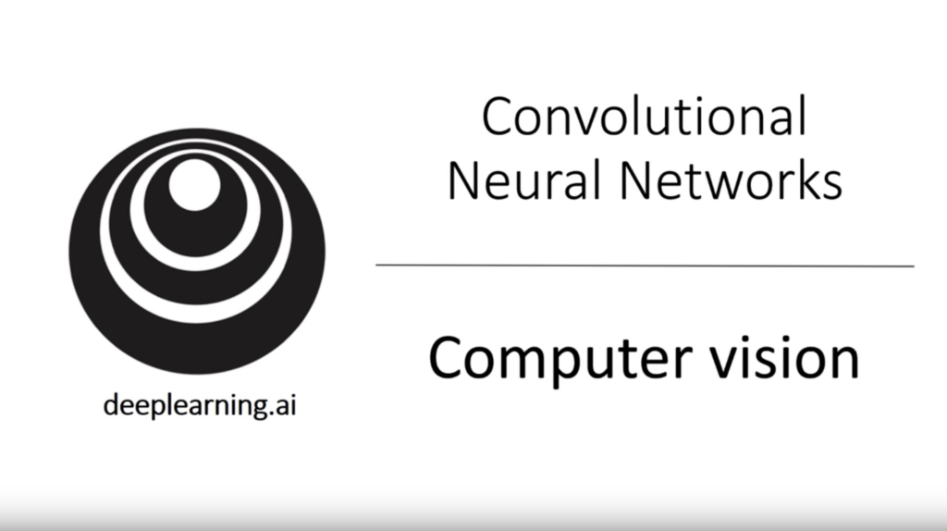 Convolutional
Neural Networks
Computer vision
deeplearning.ai